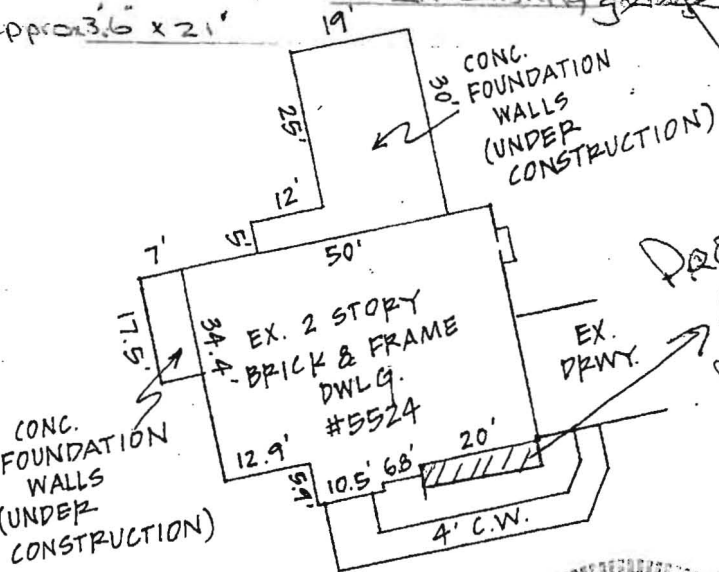 19'
CONC.
FOUNDATION
WALLS
(UNDER
CONSTRUCTION)
25'
30'
12'
5'
7'
50'
17.5'
34.4
EX. 2 STORY
BRICK & FRAME
DWLG.
#5524
EX.
DRWY.
CONC.
FOUNDATION
WALLS
(UNDER
CONSTRUCTION)
12.9'
5.9'
10.5'
6.8'
20'
4' C.W.
x 21'